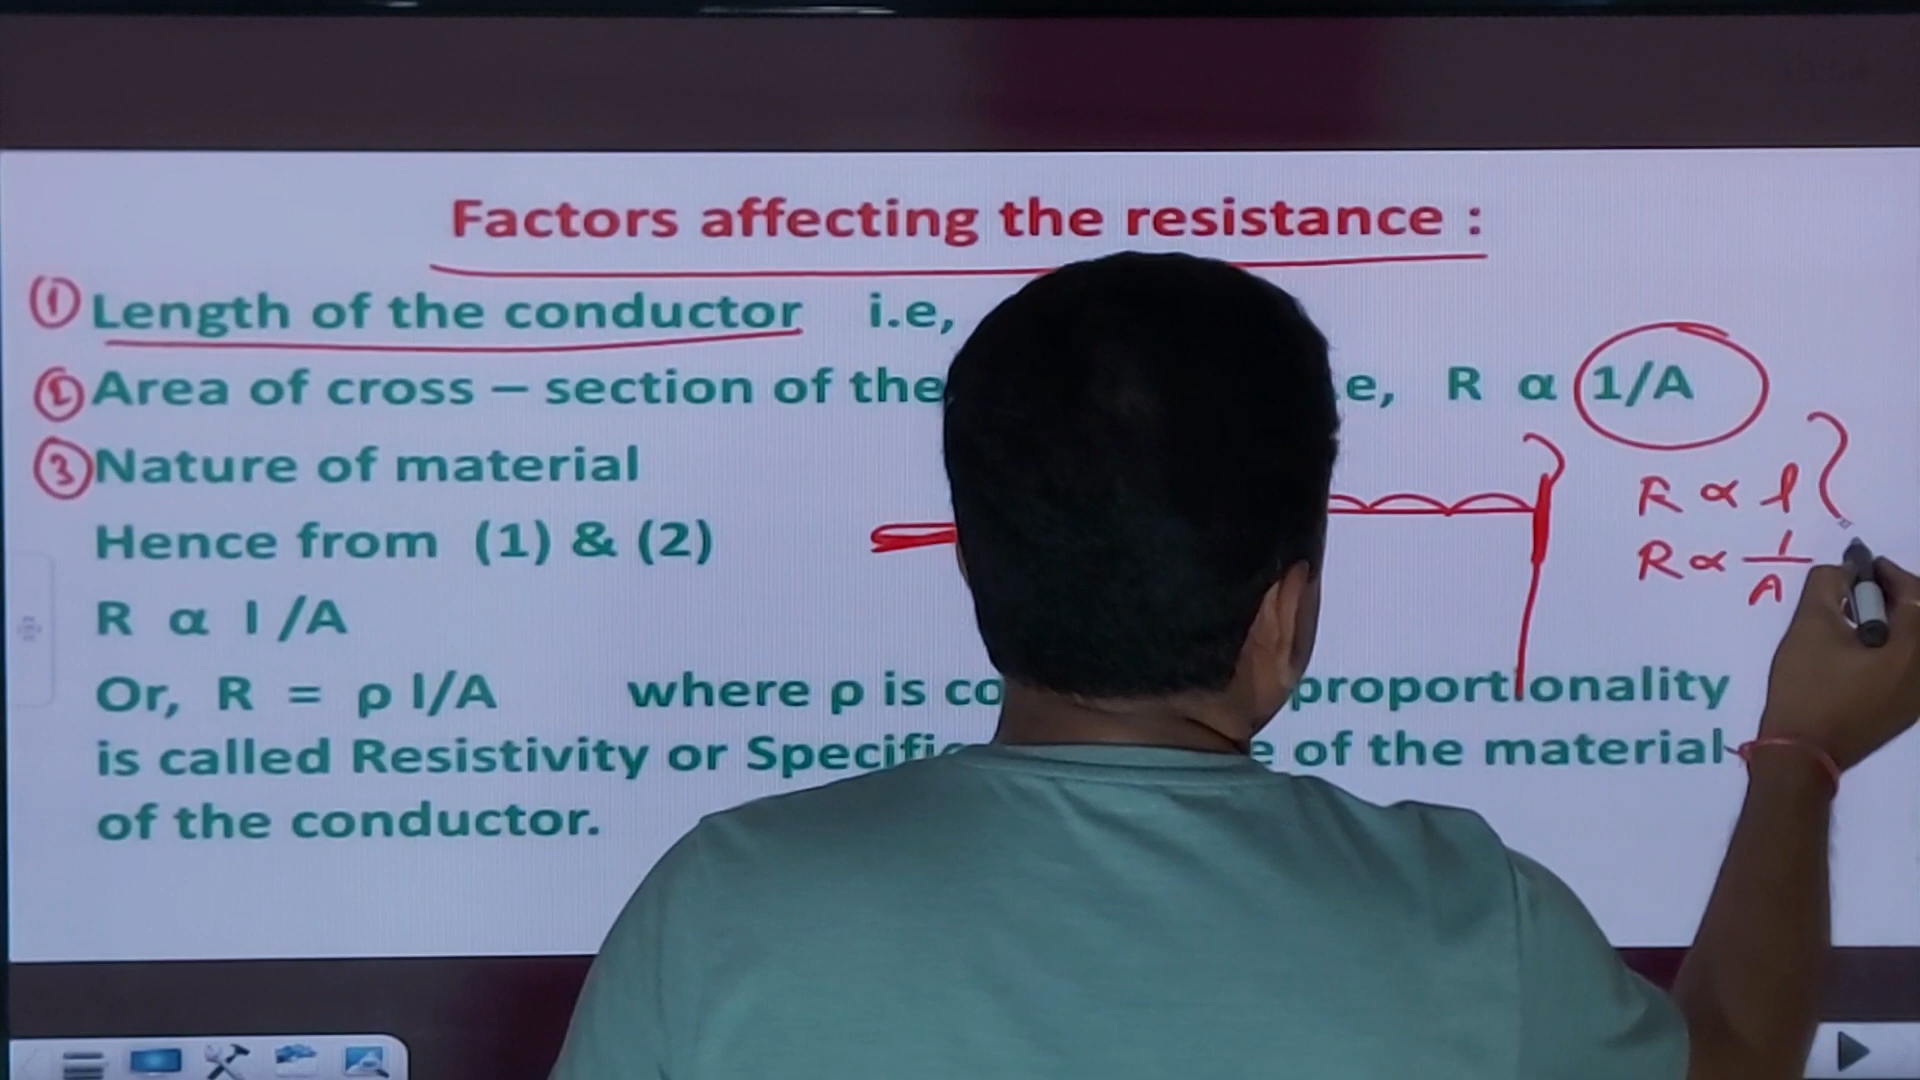 Factors affecting the resistance :
① Length of the conductor i.e,
② Area of cross – section of the e, R α 1/A
③ Nature of material
R ∝ l
Hence from (1) & (2)
R ∝ 1/A
R α l /A
Or, R = ρ l/A where ρ is co proportionality
is called Resistivity or Specific e of the material
of the conductor.